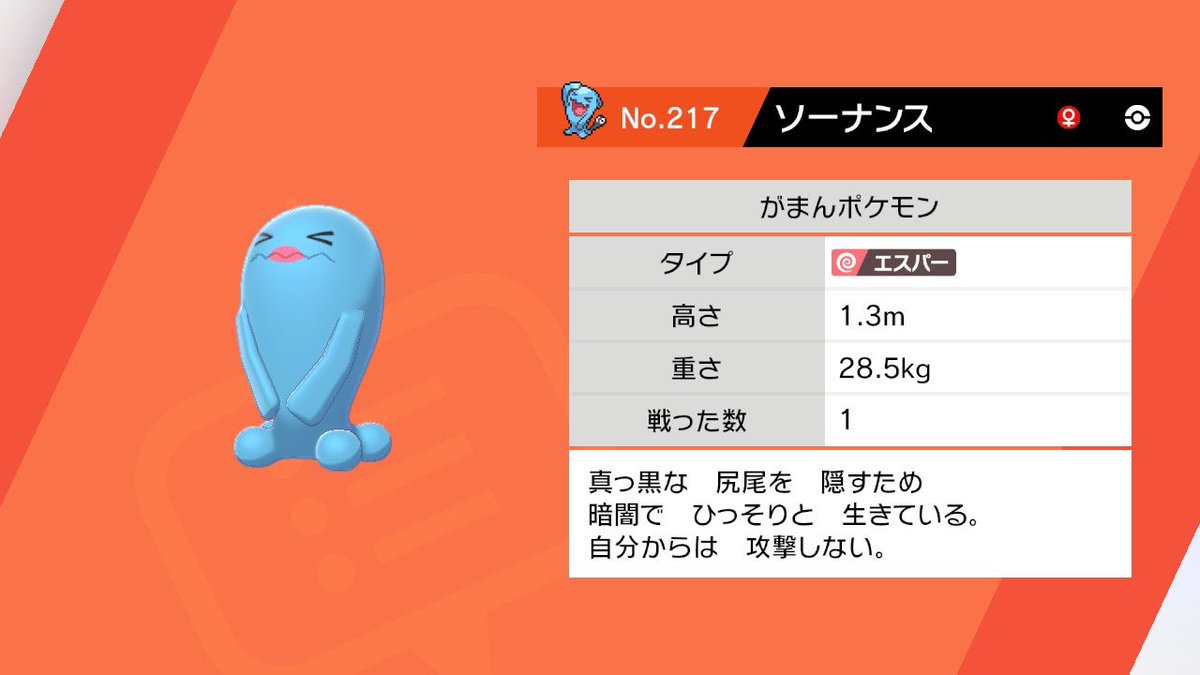 No.217 ソーナンス ♀
がまんポケモン
タイプ エスパー
高さ 1.3m
重さ 28.5kg
戦った数 1
真っ黒な 尻尾を 隠すため
暗闇で ひっそりと 生きている。
自分からは 攻撃しない。